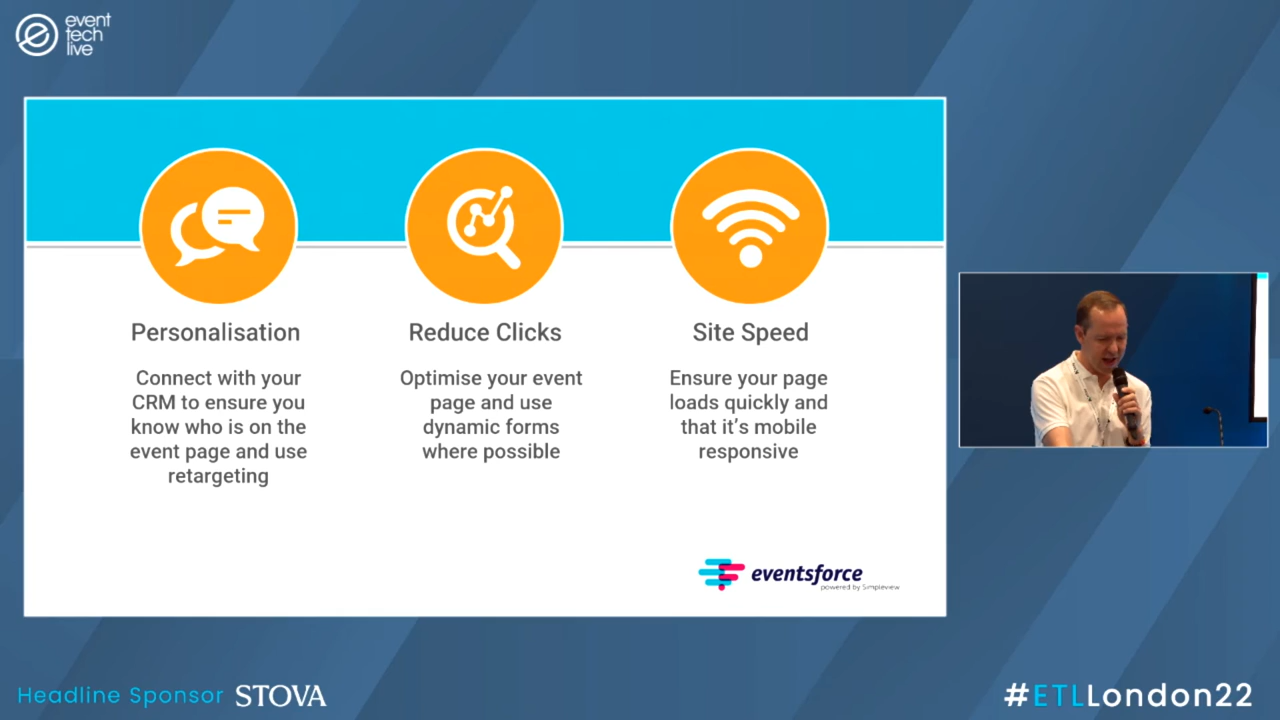 event
tech
live
Personalisation
Connect with your
CRM to ensure you
know who is on the
event page and use
retargeting
Reduce Clicks
Optimise your event
page and use
dynamic forms
where possible
Site Speed
Ensure your page
loads quickly and
that it's mobile
responsive
eventsforce
powered by Simpleview
Headline Sponsor STOVA
#ETLLondon22